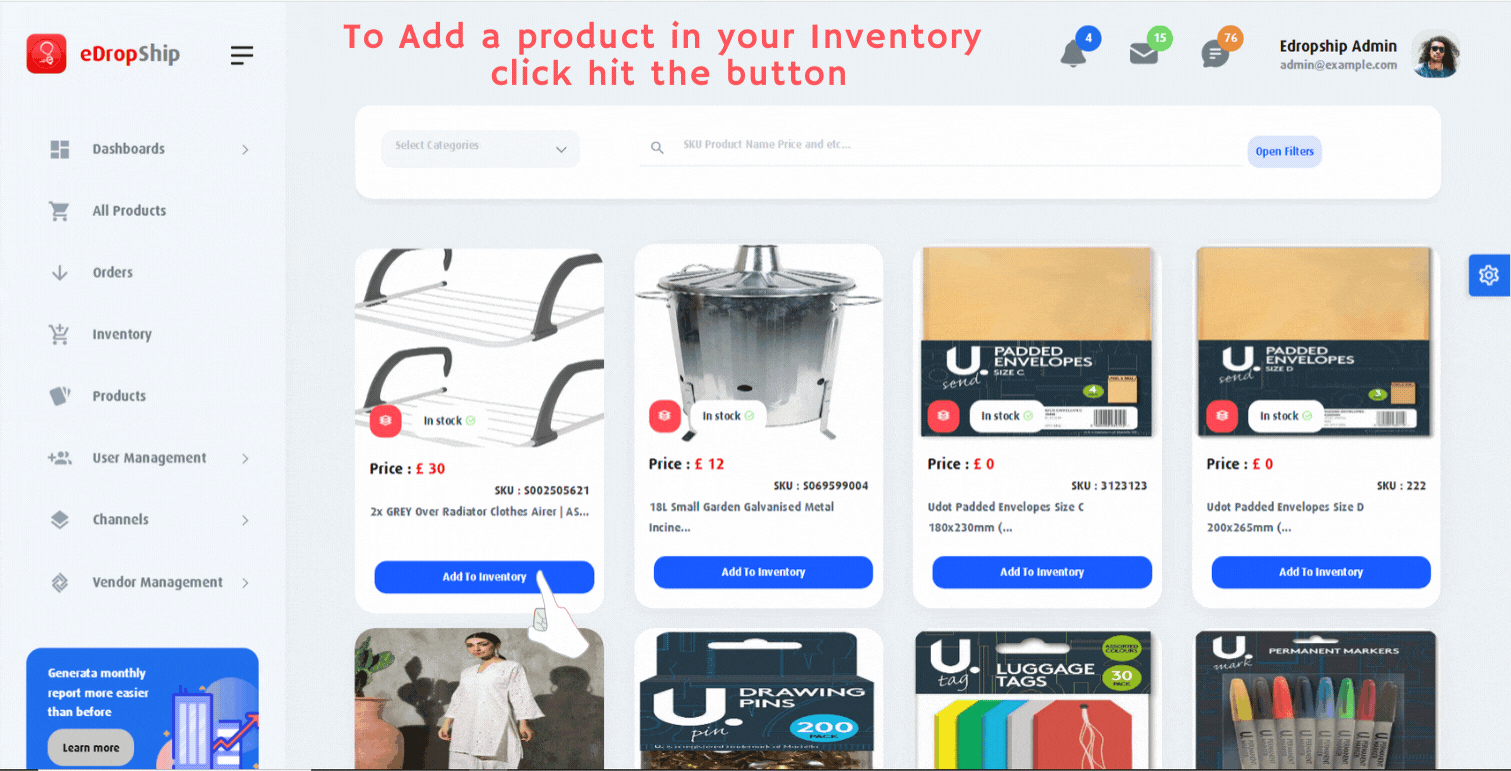 To Add a product in your Inventory
click hit the button
eDropShip
4
15
76
Edropship Admin
admin@example.com
Select Categories
SKU Product Name Price and etc...
Open Filters
Dashboards
All Products
Orders
Inventory
Products
User Management
Channels
Vendor Management
Generata monthly
report more easier
than before
Learn more
In stock
Price : £ 30
SKU : S002505621
2x GREY Over Radiator Clothes Airer | AS...
Add To Inventory
In stock
Price : £ 12
SKU : S069599004
18L Small Garden Galvanised Metal
Incine...
Add To Inventory
U.
send
PADDED
ENVELOPES
SIZE C
4
In stock
Price : £ 0
SKU : 3123123
Udot Padded Envelopes Size C
180x230mm (...
Add To Inventory
U.
send
PADDED
ENVELOPES
SIZE D
3
In stock
Price : £ 0
SKU : 222
Udot Padded Envelopes Size D
200x265mm (...
Add To Inventory
U.
pin
DRAWING
PINS
200
PACK
U.
tag
LUGGAGE
TAGS
ASSORTED
COLOURS
30
PACK
U.
mark
PERMANENT MARKERS